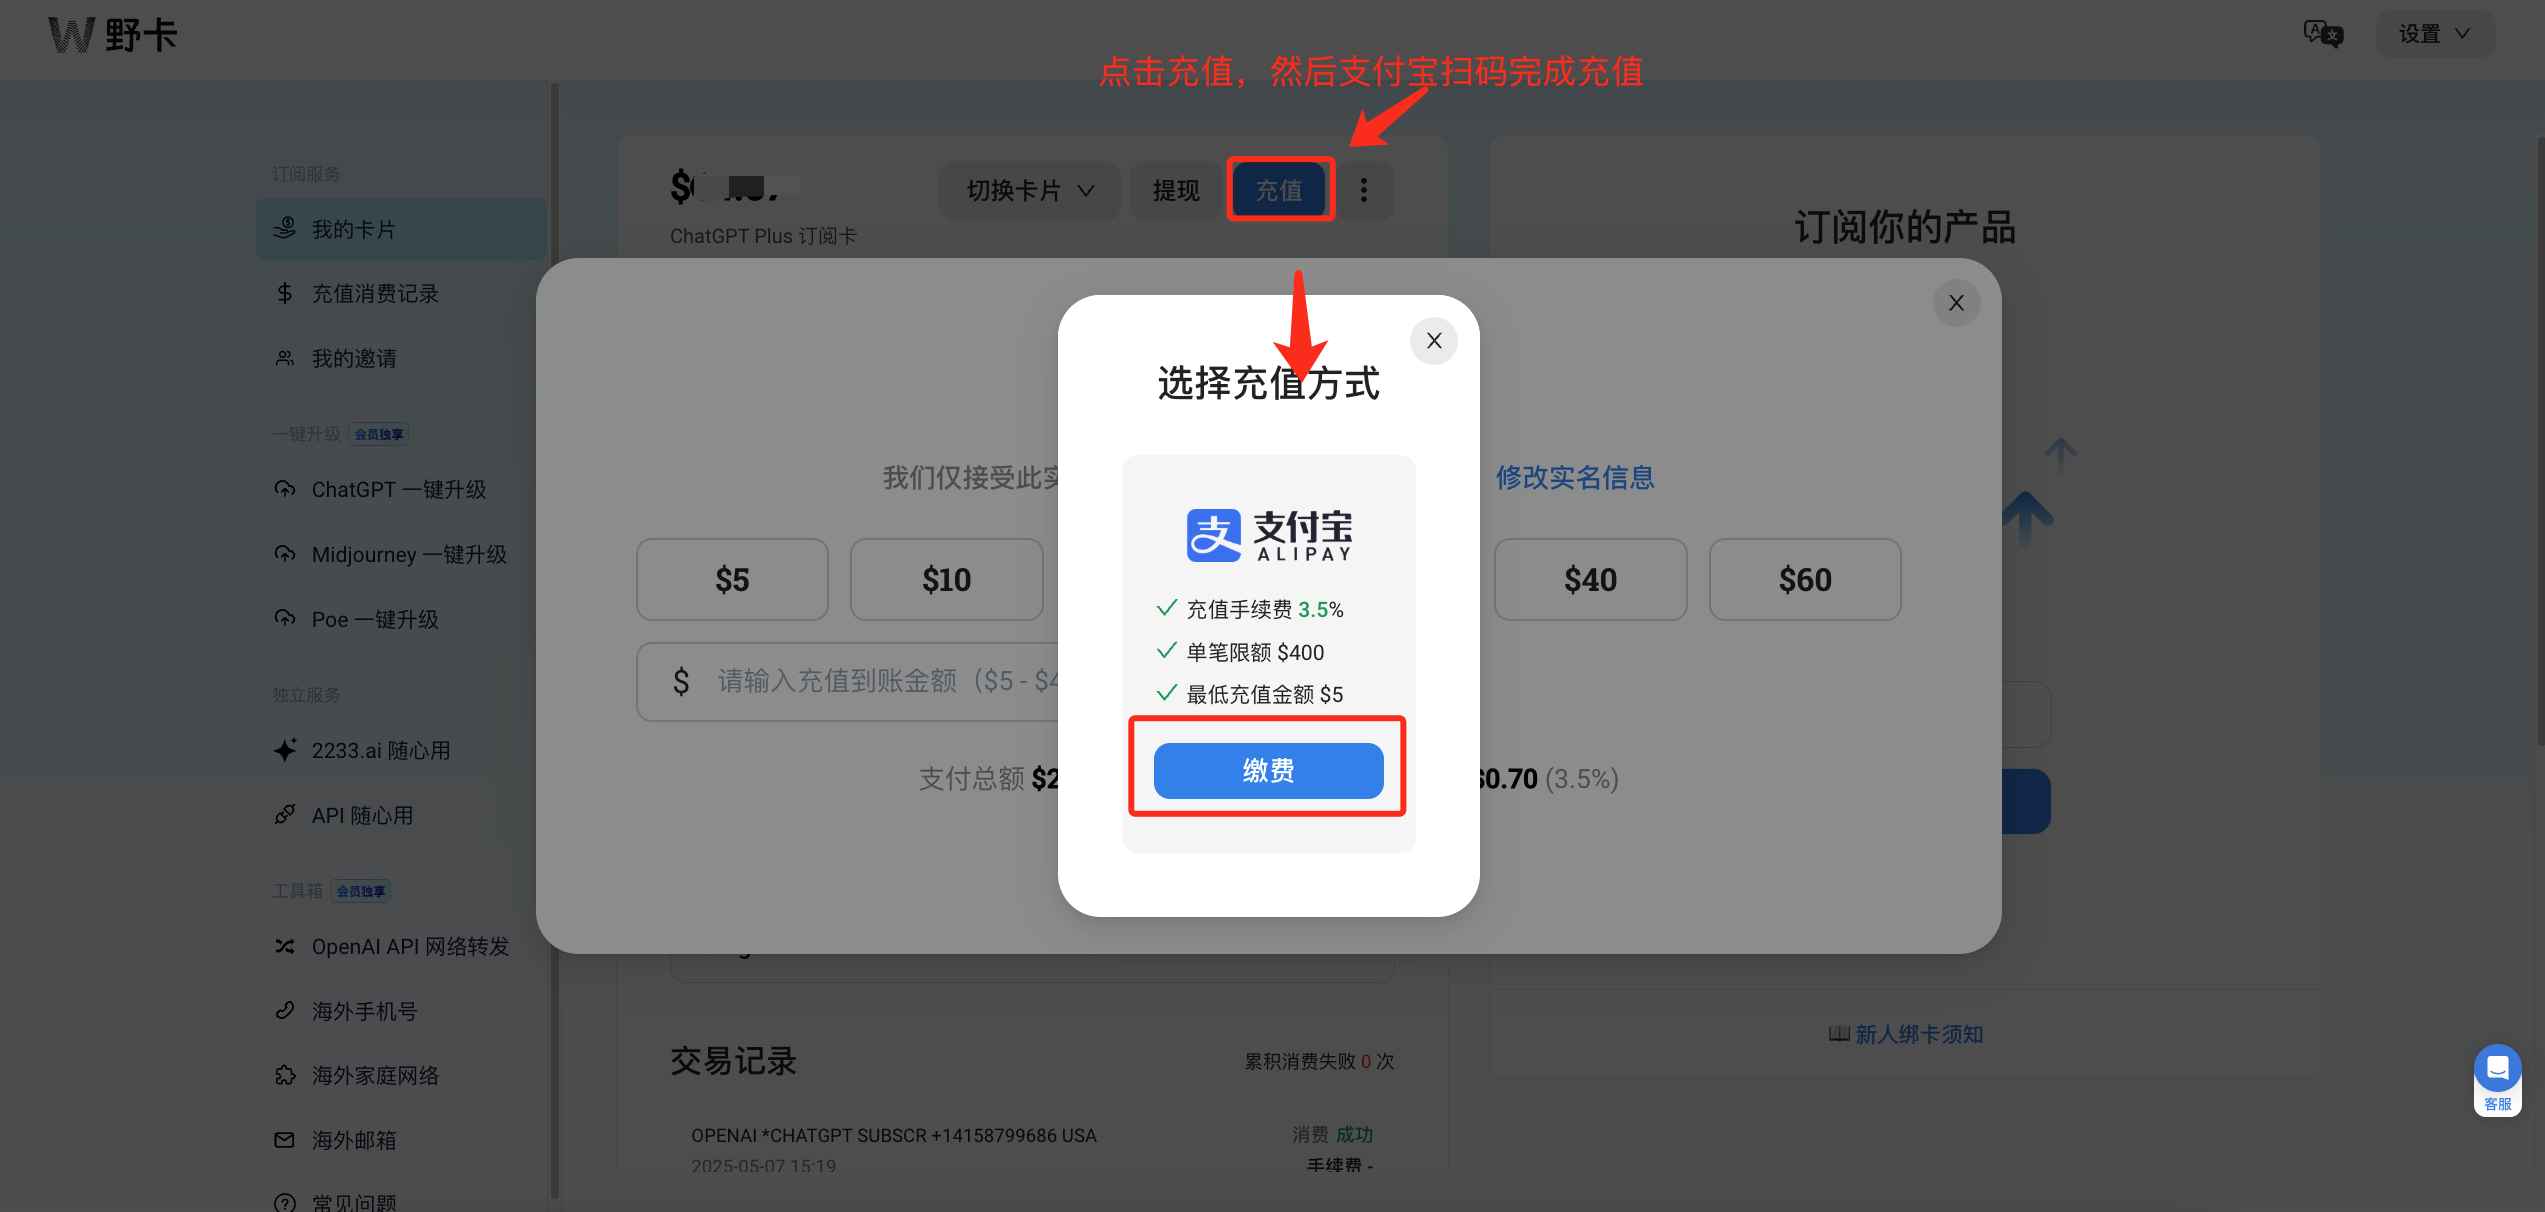 野卡
设置
点击充值，然后支付宝扫码完成充值
订阅服务
我的卡片
充值消费记录
我的邀请
一键升级 会员独享
ChatGPT 一键升级
Midjourney 一键升级
Poe 一键升级
独立服务
2233.ai 随心用
API 随心用
工具箱 会员独享
OpenAI API 网络转发
海外手机号
海外家庭网络
海外邮箱
常见问题
切换卡片
提现
充值
ChatGPT Plus 订阅卡
订阅你的产品
X
X
选择充值方式
我们仅接受此
修改实名信息
支付宝
ALIPAY
$5
$10
$40
$60
充值手续费 3.5%
单笔限额 $400
最低充值金额 $5
$ 请输入充值到账金额（$5 - $4
缴费
支付总额 $2
$0.70 (3.5%)
新人绑卡须知
交易记录
累积消费失败 0 次
OPENAI *CHATGPT SUBSCR +14158799686 USA
消费 成功
2025-05-07 15:19
手续费 -
客服